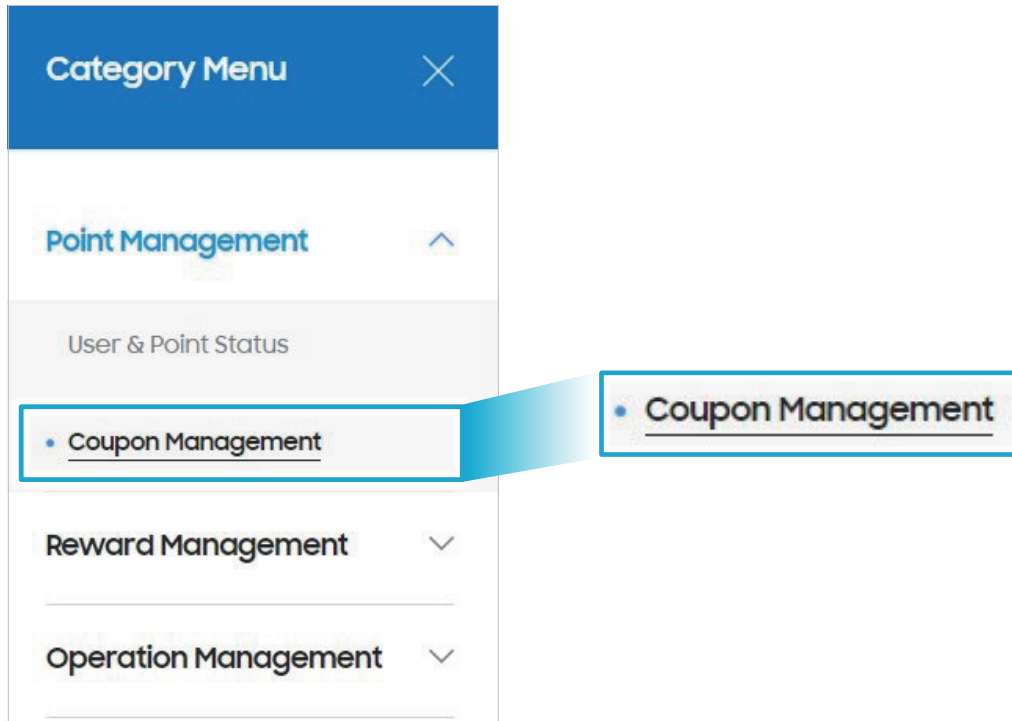 Category Menu
Point Management
User & Point Status
Coupon Management
Coupon Management
Reward Management
Operation Management